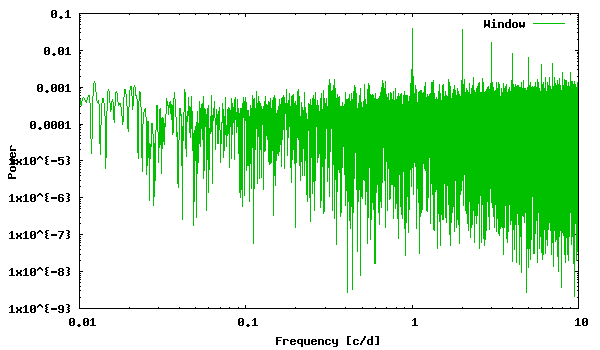 0.1
Window
0.01
0.001
0.0001
1x10^{-5}
1x10^{-6}
1x10^{-7}
1x10^{-8}
1x10^{-9}
Power
0.01
0.1
1
10
Frequency [c/d]